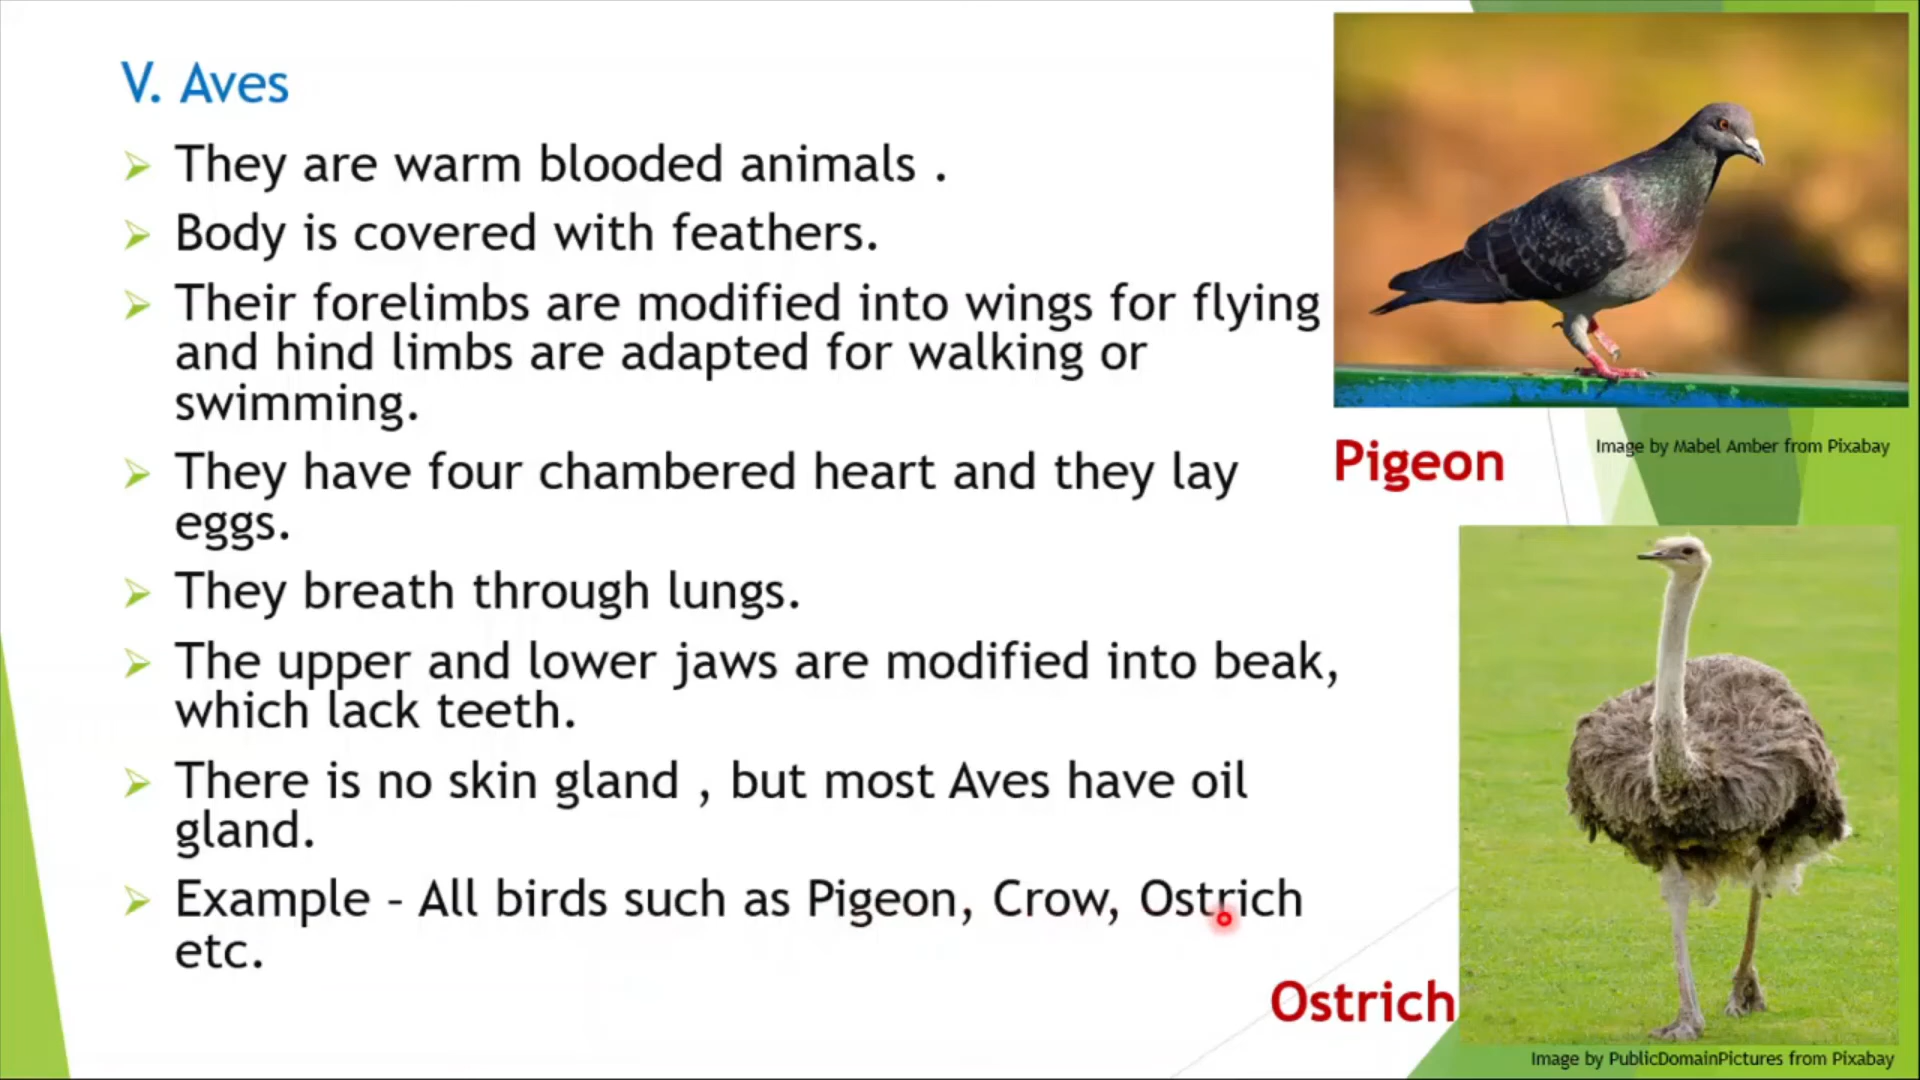 V. Aves
They are warm blooded animals .
Body is covered with feathers.
Their forelimbs are modified into wings for flying
and hind limbs are adapted for walking or
swimming.
They have four chambered heart and they lay
eggs.
They breath through lungs.
The upper and lower jaws are modified into beak,
which lack teeth.
There is no skin gland , but most Aves have oil
gland.
Example – All birds such as Pigeon, Crow, Ostrich
etc.
Pigeon
Image by Mabel Amber from Pixabay
Ostrich
Image by PublicDomainPictures from Pixabay